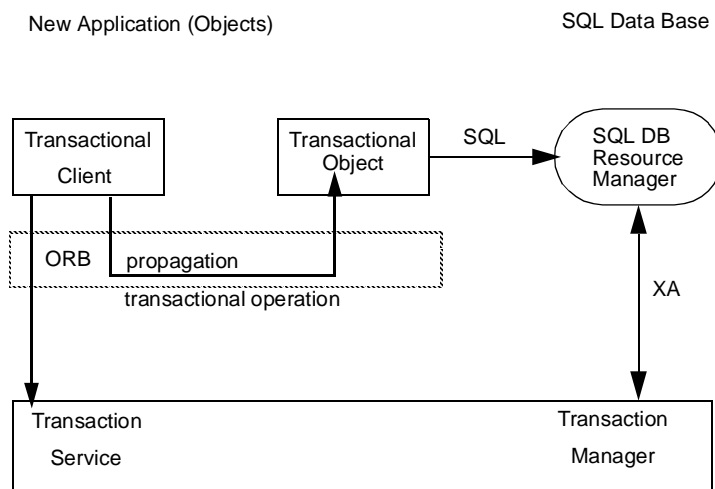 New Application (Objects)
SQL Data Base
Transactional
Client
Transactional
Object
SQL
SQL DB
Resource
Manager
ORB
propagation
transactional operation
XA
Transaction
Service
Transaction
Manager